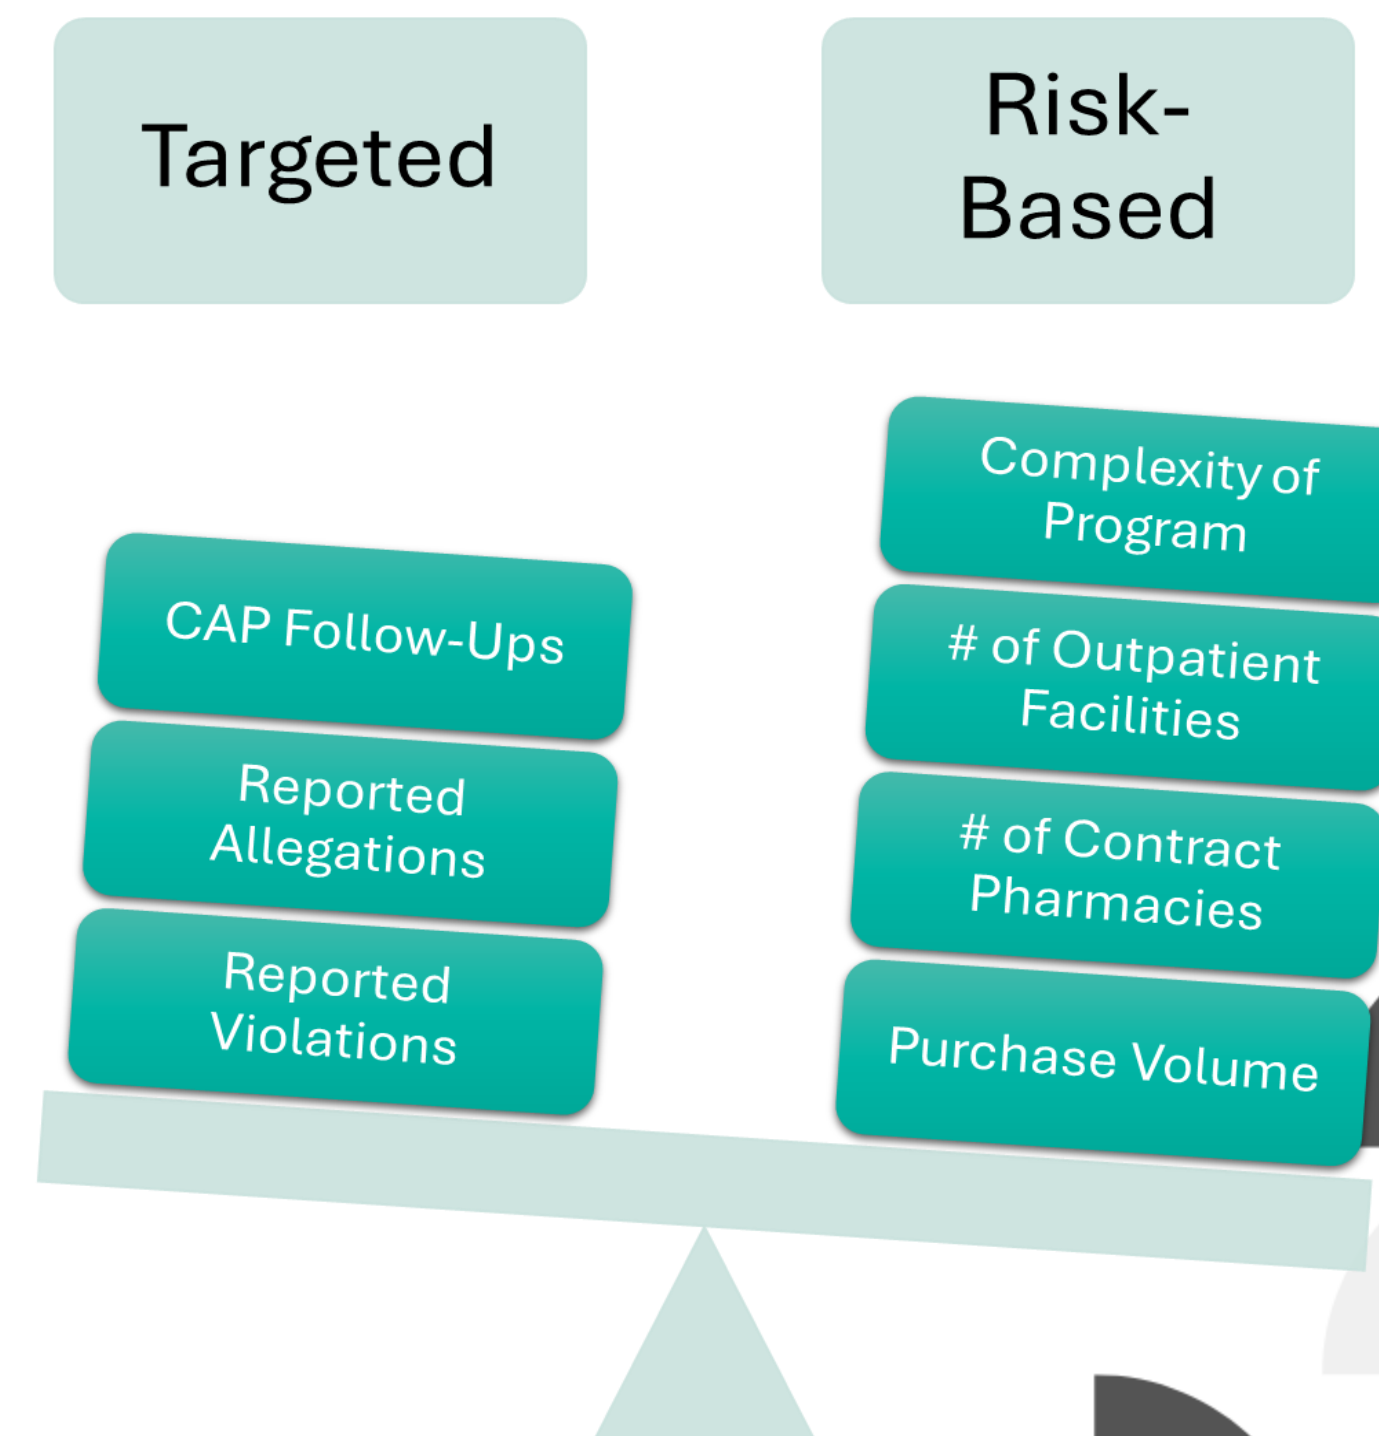 Targeted
Risk-
Based
CAP Follow-Ups
Reported
Allegations
Reported
Violations
Complexity of
Program
# of Outpatient
Facilities
# of Contract
Pharmacies
Purchase Volume